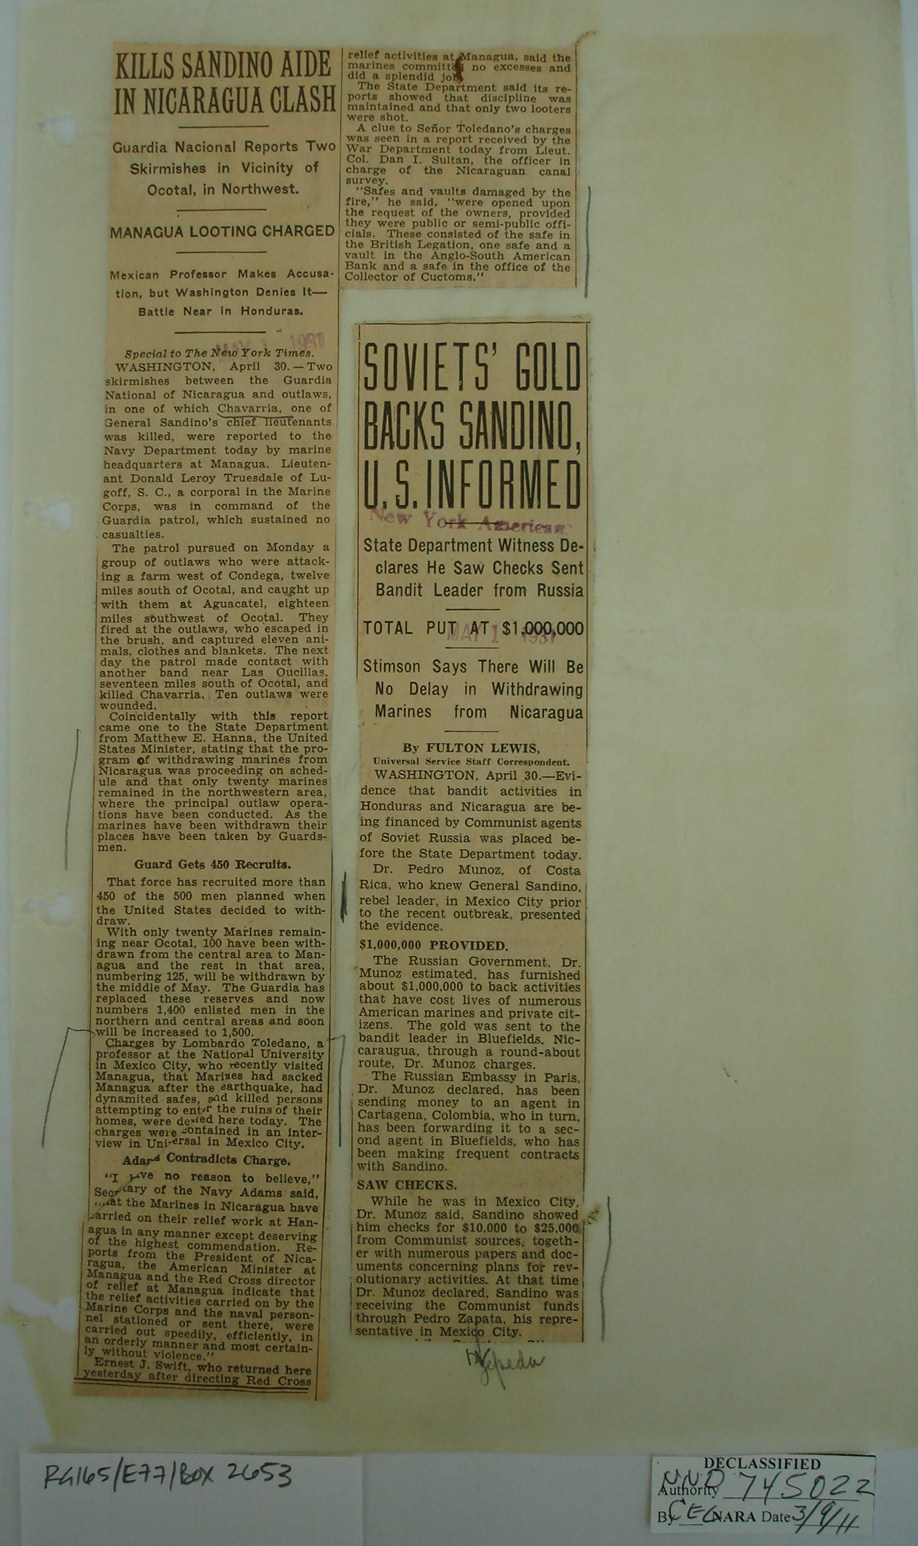 KILLS SANDINO AIDE
IN NICARAGUA CLASH
Guardia Nacional Reports Two
Skirmishes in Vicinity of
Ocotal, in Northwest.
MANAGUA LOOTING CHARGED
Mexican Professor Makes Accusa-
tion, but Washington Denies It—
Battle Near in Honduras.
Special to The New York Times.
WASHINGTON, April 30.—Two
skirmishes between the Guardia
National of Nicaragua and outlaws,
in one of which Chavarria, one of
General Sandino's chief lieutenants
was killed, were reported to the
Navy Department today by marine
headquarters at Managua. Lieuten-
ant Donald Leroy Truesdale of Lu-
goff, S. C., a corporal in the Marine
Corps, was in command of the
Guardia patrol, which sustained no
casualties.
The patrol pursued on Monday a
group of outlaws who were attack-
ing a farm west of Condega, twelve
miles south of Ocotal, and caught up
with them at Aguacatel, eighteen
miles southwest of Ocotal. They
fired at the outlaws, who escaped in
the brush, and captured eleven ani-
mals, clothes and blankets. The next
day the patrol made contact with
another band near Las Oucillas,
seventeen miles south of Ocotal, and
killed Chavarria. Ten outlaws were
wounded.
Coincidentally with this report
came one to the State Department
from Matthew E. Hanna, the United
States Minister, stating that the pro-
gram of withdrawing marines from
Nicaragua was proceeding on sched-
ule and that only twenty marines
remained in the northwestern area,
where the principal outlaw opera-
tions have been conducted. As the
marines have been withdrawn their
places have been taken by Guards-
men.
Guard Gets 450 Recruits.
That force has recruited more than
450 of the 500 men planned when
the United States decided to with-
draw.
With only twenty Marines remain-
ing near Ocotal, 100 have been with-
drawn from the central area to Man-
agua and the rest in that area,
numbering 125, will be withdrawn by
the middle of May. The Guardia has
replaced these reserves and now
numbers 1,400 enlisted men in the
northern and central areas and soon
will be increased to 1,500.
Charges by Lombardo Toledano, a
professor at the National University
in Mexico City, who recently visited
Managua, that Marines had sacked
Managua after the earthquake, had
dynamited safes, and killed persons
attempting to enter the ruins of their
homes, were denied here today. The
charges were contained in an inter-
view in Universal in Mexico City.
Adams Contradicts Charge.
"I have no reason to believe,"
Secretary of the Navy Adams said,
"that the Marines in Nicaragua have
carried on their relief work at Man-
agua in any manner except deserving
of the highest commendation. Re-
ports from the President of Nica-
ragua, the American Minister at
Managua and the Red Cross director
of relief at Managua indicate that
the relief activities carried on by the
Marine Corps and the naval person-
nel stationed or sent there, were
carried out speedily, efficiently, in
an orderly manner and most certain-
ly without violence."
Ernest J. Swift, who returned here
yesterday after directing Red Cross
relief activities at Managua, said the
marines committed no excesses and
did a splendid job.
The State Department said its re-
ports showed that discipline was
maintained and that only two looters
were shot.
A clue to Señor Toledano's charges
was seen in a report received by the
War Department today from Lieut.
Col. Dan I. Sultan, the officer in
charge of the Nicaraguan canal
survey.
"Safes and vaults damaged by the
fire," he said, "were opened upon
the request of the owners, provided
they were public or semi-public offi-
cials. These consisted of the safe in
the British Legation, one safe and a
vault in the Anglo-South American
Bank and a safe in the office of the
Collector of Cuctoms."
SOVIETS' GOLD
BACKS SANDINO,
U.S. INFORMED
New York American
State Department Witness De-
clares He Saw Checks Sent
Bandit Leader from Russia
TOTAL PUT AT $1,000,000
MAY 1 1931
Stimson Says There Will Be
No Delay in Withdrawing
Marines from Nicaragua
By FULTON LEWIS,
Universal Service Staff Correspondent.
WASHINGTON, April 30.—Evi-
dence that bandit activities in
Honduras and Nicaragua are be-
ing financed by Communist agents
of Soviet Russia was placed be-
fore the State Department today.
Dr. Pedro Munoz, of Costa
Rica, who knew General Sandino,
rebel leader, in Mexico City prior
to the recent outbreak, presented
the evidence.
$1,000,000 PROVIDED.
The Russian Government, Dr.
Munoz estimated, has furnished
about $1,000,000 to back activities
that have cost lives of numerous
American marines and private cit-
izens. The gold was sent to the
bandit leader in Bluefields, Nic-
caraugua, through a round-about
route, Dr. Munoz charges.
The Russian Embassy in Paris,
Dr. Munoz declared, has been
sending money to an agent in
Cartagena, Colombia, who in turn,
has been forwarding it to a sec-
ond agent in Bluefields, who has
been making frequent contracts
with Sandino.
SAW CHECKS.
While he was in Mexico City,
Dr. Munoz said, Sandino showed
him checks for $10,000 to $25,000
from Communist sources, togeth-
er with numerous papers and doc-
uments concerning plans for rev-
olutionary activities. At that time
Dr. Munoz declared, Sandino was
receiving the Communist funds
through Pedro Zapata, his repre-
sentative in Mexico City.
Zepeda
RG165/E77/Box 2653
DECLASSIFIED
Authority NND 745022
By CEG NARA Date 3/9/11